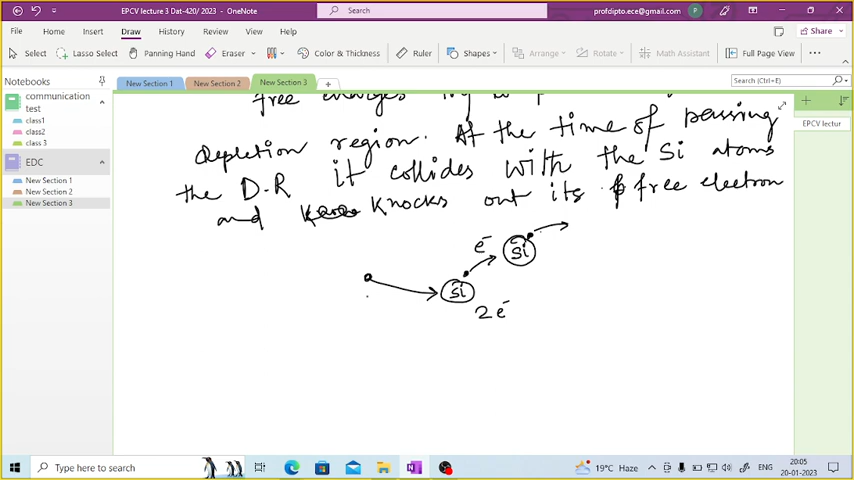 EPCV lecture 3 Dat-420/ 2023 - OneNote
Search
profdipto.ece@gmail.com
P
File Home Insert Draw History Review View Help
Share
Select Lasso Select Panning Hand Eraser Color & Thickness Ruler Shapes Arrange Rotate Math Assistant Full Page View
Notebooks
New Section 1 New Section 2 New Section 3
Search (Ctrl+E)
communication
test
class1
class2
class 3
EDC
New Section 1
New Section 2
New Section 3
EPCV lectur
free charges
depletion region. At the time of passing
the D-R it collides with the Si atoms
and Knocks out its free electron
e-
Si
Si
2e-
Type here to search
19°C Haze
ENG
20:05
20-01-2023